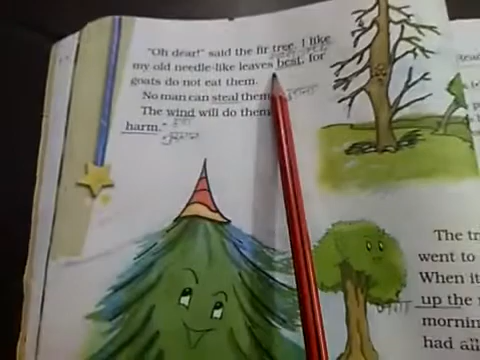 "Oh dear!" said the fir tree. I like
my old needle-like leaves best, for
goats do not eat them.
No man can steal them
The wind will do them
harm."
The tr
went to
When it
up the
mornin
had all